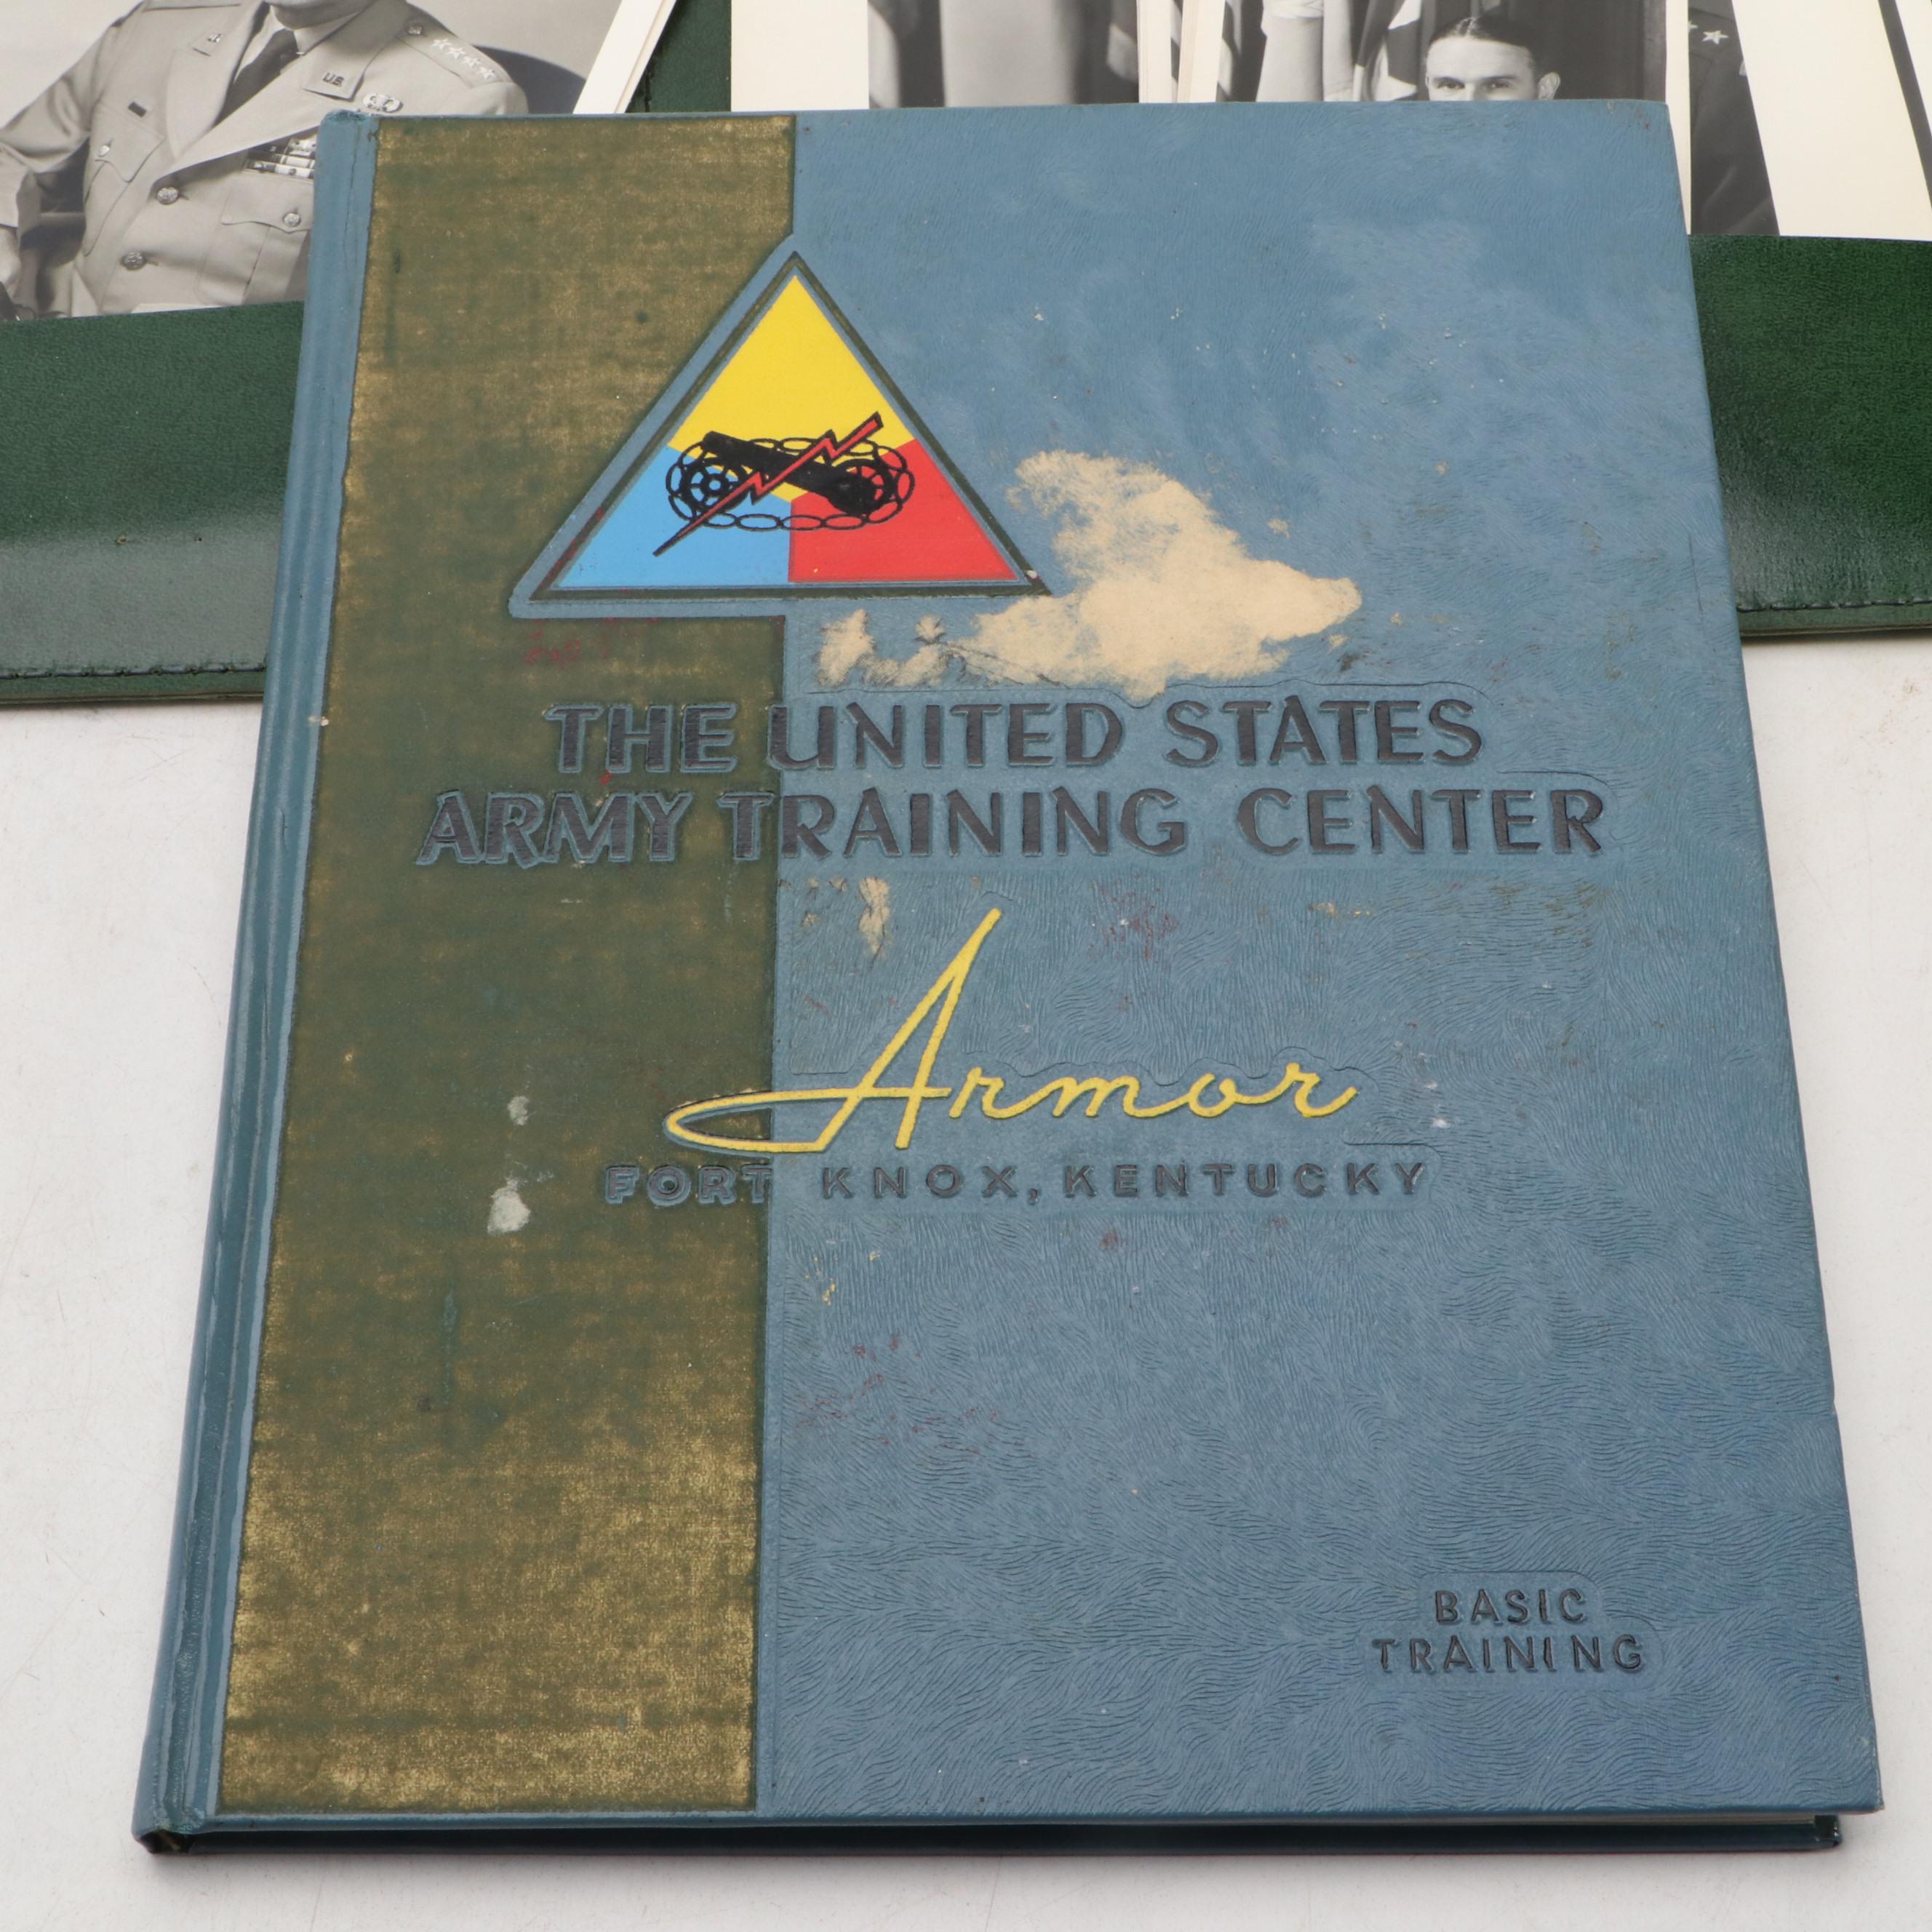 U.S.
THE UNITED STATES
ARMY TRAINING CENTER
Armor
FORT KNOX, KENTUCKY
BASIC
TRAINING